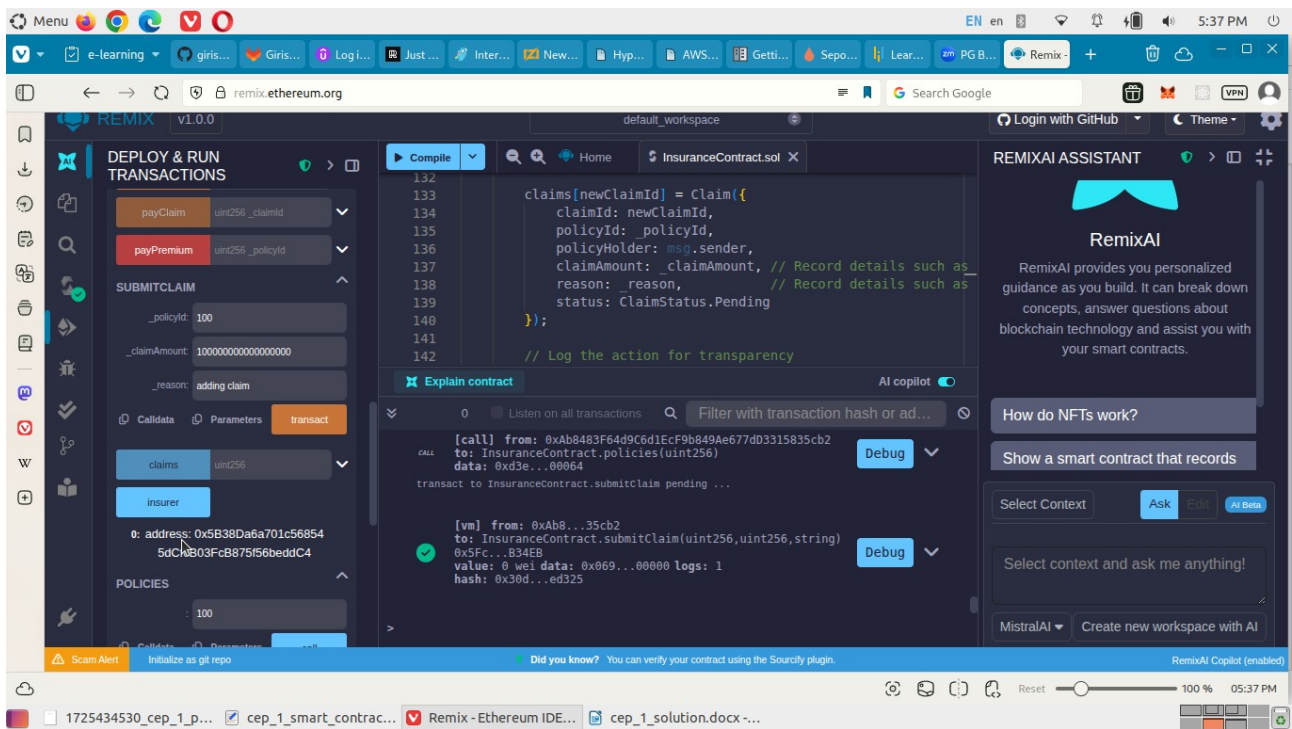 Menu
EN en
5:37 PM
e-learning
giris...
Giris...
Log i...
Just ...
Inter...
New...
Hyp...
AWS...
Getti...
Sepo...
Lear...
PG B...
Remix -
remix.ethereum.org
Search Google
VPN
REMIX v1.0.0
default_workspace
Login with GitHub
Theme
DEPLOY & RUN
TRANSACTIONS
payClaim uint256 _claimId
payPremium uint256 _policyId
SUBMITCLAIM
_policyId: 100
_claimAmount: 100000000000000000
_reason: adding claim
Calldata Parameters transact
claims uint256
insurer
0: address: 0x5B38Da6a701c56854
5dCfcB03FcB875f56beddC4
POLICIES
: 100
Calldata Parameters call
Compile
Home
InsuranceContract.sol
132
133 claims[newClaimId] = Claim({
134 claimId: newClaimId,
135 policyId: _policyId,
136 policyHolder: msg.sender,
137 claimAmount: _claimAmount, // Record details such as
138 reason: _reason, // Record details such as
139 status: ClaimStatus.Pending
140 });
141
142 // Log the action for transparency
Explain contract
AI copilot
0 Listen on all transactions Filter with transaction hash or ad...
[call] from: 0xAb8483F64d9C6d1EcF9b849Ae677dD3315835cb2
CALL to: InsuranceContract.policies(uint256)
data: 0xd3e...00064
Debug
transact to InsuranceContract.submitClaim pending ...
[vm] from: 0xAb8...35cb2
to: InsuranceContract.submitClaim(uint256,uint256,string)
0x5Fc...B34EB
value: 0 wei data: 0x069...00000 logs: 1
hash: 0x30d...ed325
Debug
>
REMIXAI ASSISTANT
RemixAI
RemixAI provides you personalized
guidance as you build. It can break down
concepts, answer questions about
blockchain technology and assist you with
your smart contracts.
How do NFTs work?
Show a smart contract that records
Select Context
Ask Edit AI Beta
Select context and ask me anything!
MistralAI Create new workspace with AI
Scam Alert
Initialize as git repo
Did you know? You can verify your contract using the Sourcify plugin.
RemixAI Copilot (enabled)
Reset
100 % 05:37 PM
1725434530_cep_1_p...
cep_1_smart_contrac...
Remix - Ethereum IDE...
cep_1_solution.docx -...